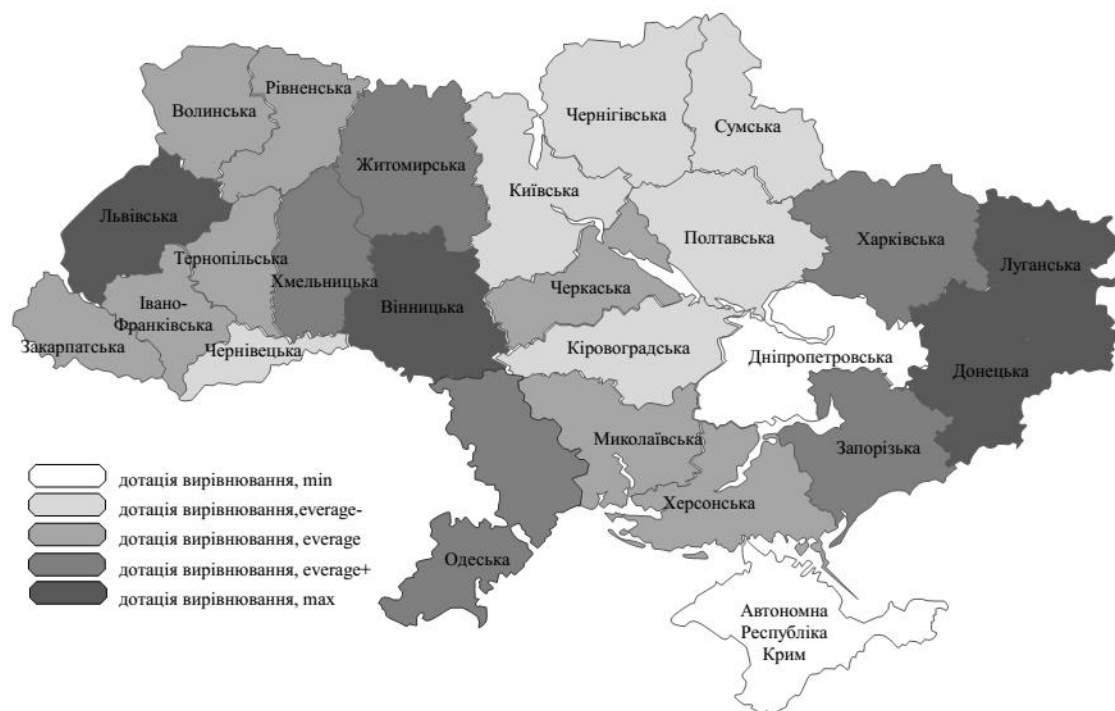 Волинська
Рівненська
Житомирська
Київська
Чернігівська
Сумська
Львівська
Тернопільська
Хмельницька
Вінницька
Черкаська
Полтавська
Харківська
Луганська
Івано-
Франківська
Закарпатська
Чернівецька
Кіровоградська
Дніпропетровська
Донецька
Миколаївська
Запорізька
Херсонська
Одеська
Автономна
Республіка
Крим
дотація вирівнювання, min
дотація вирівнювання,everage-
дотація вирівнювання, everage
дотація вирівнювання, everage+
дотація вирівнювання, max